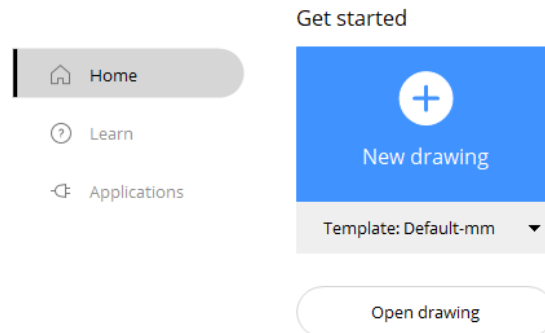 Get started
Home
Learn
Applications
New drawing
Template: Default-mm
Open drawing